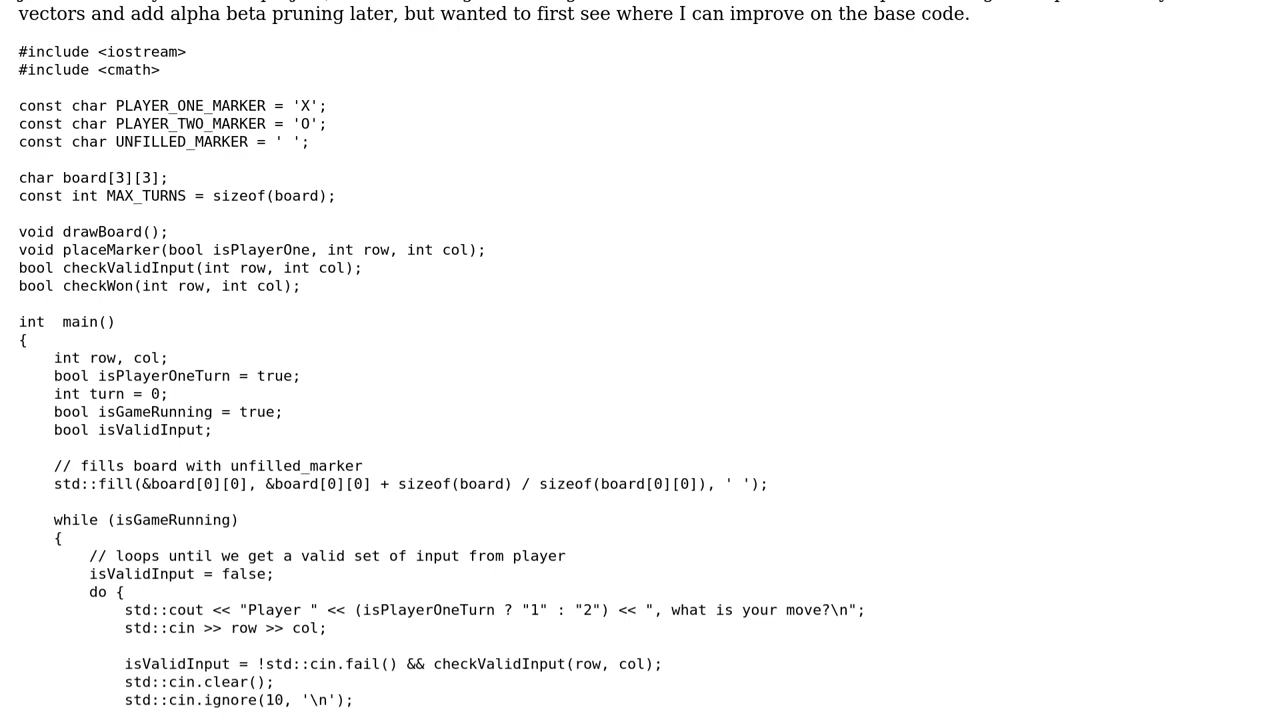 vectors and add alpha beta pruning later, but wanted to first see where I can improve on the base code.
#include <iostream>
#include <cmath>
const char PLAYER_ONE_MARKER = 'X';
const char PLAYER_TWO_MARKER = 'O';
const char UNFILLED_MARKER = ' ';
char board[3][3];
const int MAX_TURNS = sizeof(board);
void drawBoard();
void placeMarker(bool isPlayerOne, int row, int col);
bool checkValidInput(int row, int col);
bool checkWon(int row, int col);
int  main()
{
    int row, col;
    bool isPlayerOneTurn = true;
    int turn = 0;
    bool isGameRunning = true;
    bool isValidInput;
    // fills board with unfilled_marker
    std::fill(&board[0][0], &board[0][0] + sizeof(board) / sizeof(board[0][0]), ' ');
    while (isGameRunning)
    {
        // loops until we get a valid set of input from player
        isValidInput = false;
        do {
            std::cout << "Player " << (isPlayerOneTurn ? "1" : "2") << ", what is your move?\n";
            std::cin >> row >> col;
            isValidInput = !std::cin.fail() && checkValidInput(row, col);
            std::cin.clear();
            std::cin.ignore(10, '\n');